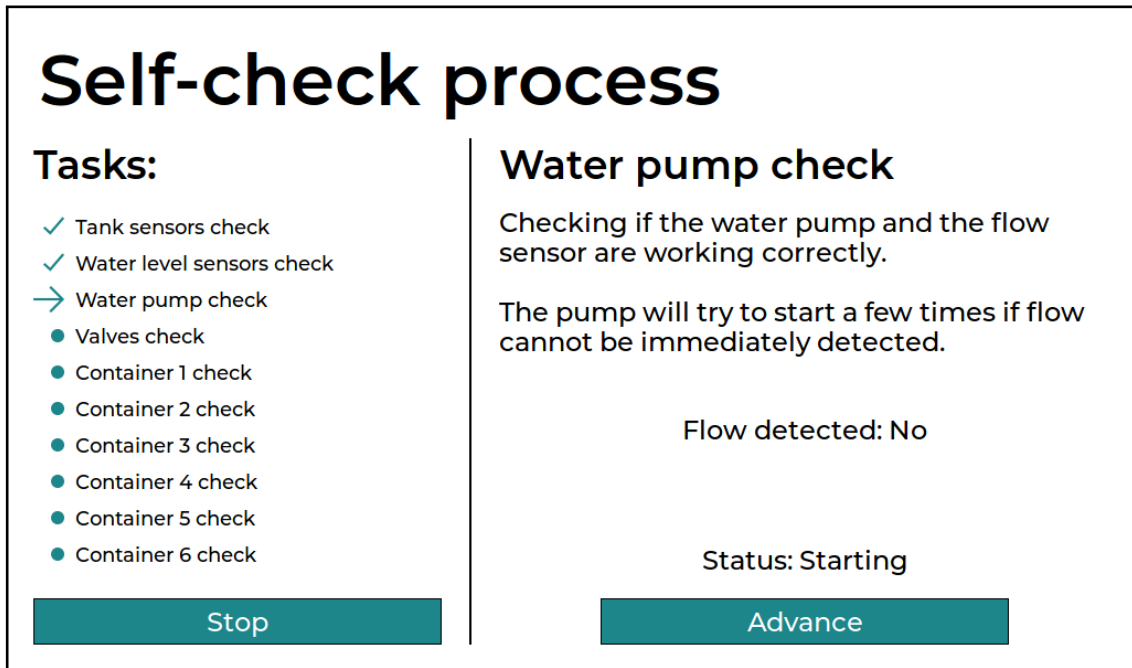 Self-check process
Tasks:
Tank sensors check
Water level sensors check
Water pump check
Valves check
Container 1 check
Container 2 check
Container 3 check
Container 4 check
Container 5 check
Container 6 check
Stop
Water pump check
Checking if the water pump and the flow
sensor are working correctly.
The pump will try to start a few times if flow
cannot be immediately detected.
Flow detected: No
Status: Starting
Advance